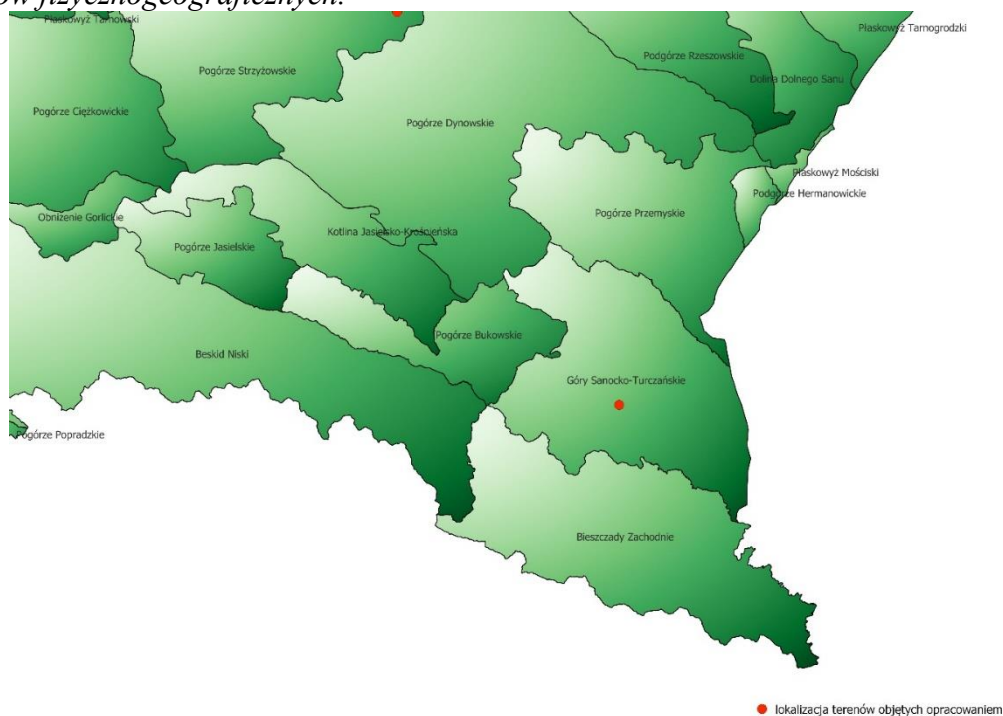 ów fizycznogeograficznych.
Płaskowyż Tarnowski
Płaskowyż Tarnogrodzki
Podgórze Rzeszowskie
Pogórze Strzyżowskie
Dolina Dolnego Sanu
Pogórze Ciężkowickie
Pogórze Dynowskie
Płaskowyż Mościski
Podgórze Hermanowickie
Pogórze Przemyskie
Obniżenie Gorlickie
Kotlina Jasielsko-Krośnieńska
Pogórze Jasielskie
Pogórze Bukowskie
Beskid Niski
Góry Sanocko-Turczańskie
Pogórze Popradzkie
Bieszczady Zachodnie
lokalizacja terenów objętych opracowaniem